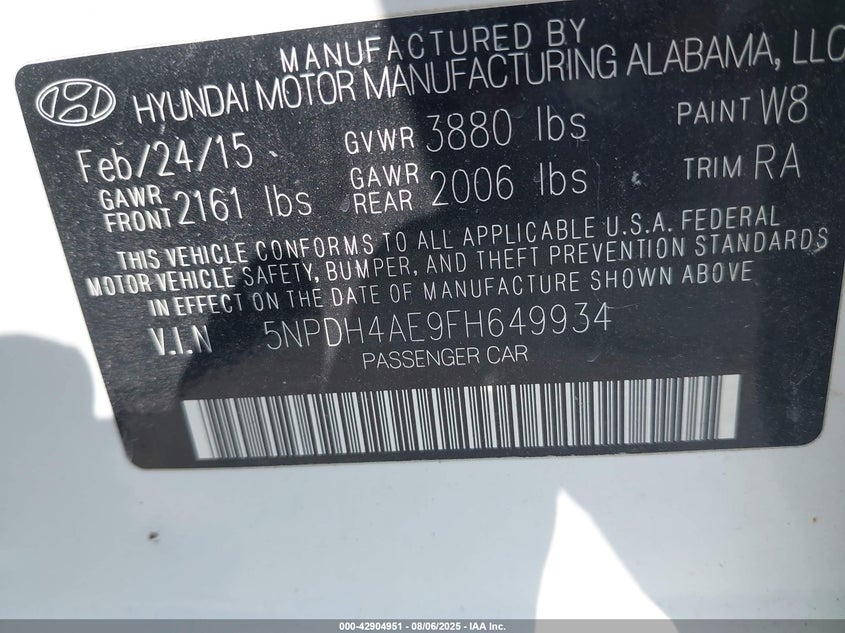 MANUFACTURED BY
HYUNDAI MOTOR MANUFACTURING ALABAMA, LLC
Feb/24/15 GVWR 3880 lbs PAINT W8
GAWR FRONT 2161 lbs GAWR REAR 2006 lbs TRIM RA
THIS VEHICLE CONFORMS TO ALL APPLICABLE U.S.A. FEDERAL
MOTOR VEHICLE SAFETY, BUMPER, AND THEFT PREVENTION STANDARDS
IN EFFECT ON THE DATE OF MANUFACTURE SHOWN ABOVE
V.I.N 5NPDH4AE9FH649934
PASSENGER CAR
000-42904951 - 08/06/2025 - IAA Inc.